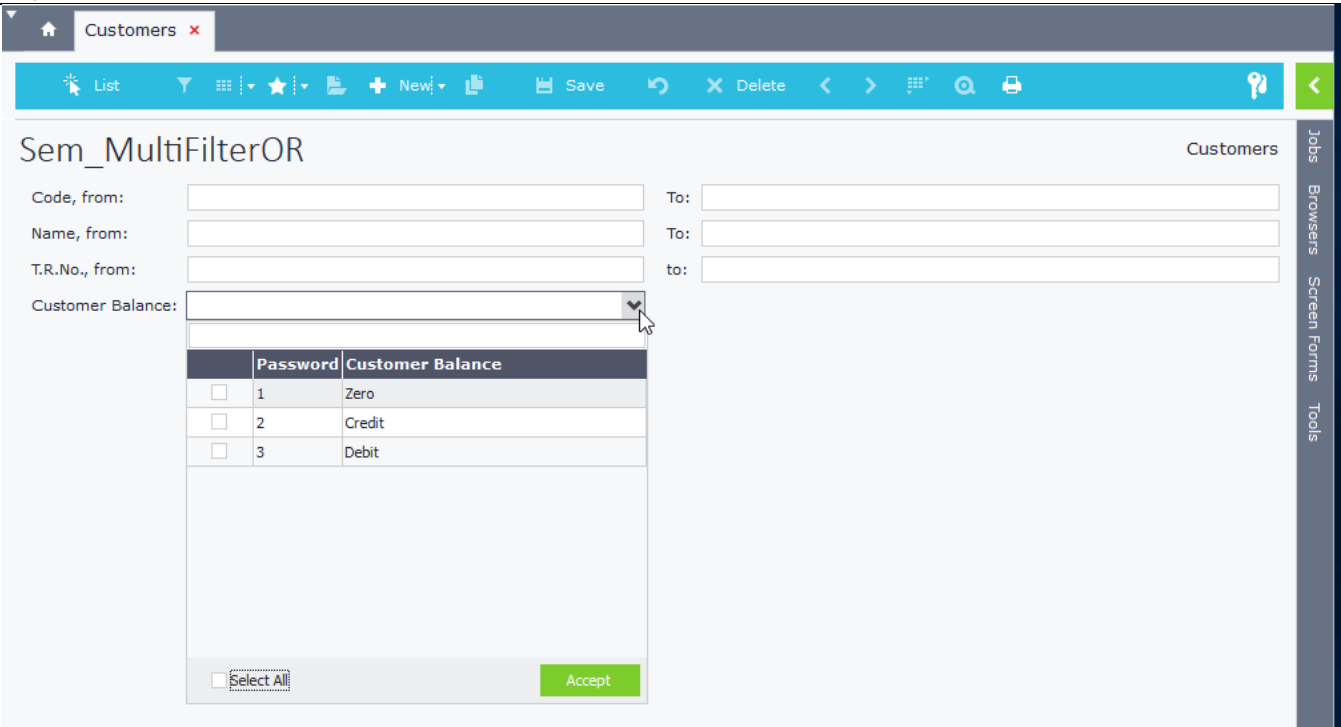 Customers
List New Save Delete
Sem_MultiFilterOR
Customers
Code, from: To:
Name, from: To:
T.R.No., from: to:
Customer Balance:
Password Customer Balance
1 Zero
2 Credit
3 Debit
Select All Accept
Jobs
Browsers
Screen Forms
Tools